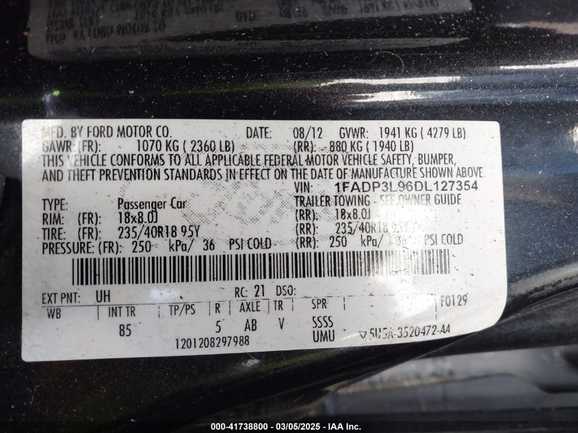 MFD. BY FORD MOTOR CO. DATE: 08/12 GVWR: 1941 KG ( 4279 LB)
GAWR: (FR): 1070 KG ( 2360 LB) (RR): 880 KG ( 1940 LB)
THIS VEHICLE CONFORMS TO ALL APPLICABLE FEDERAL MOTOR VEHICLE SAFETY, BUMPER,
AND THEFT PREVENTION STANDARDS IN EFFECT ON THE DATE OF MANUFACTURE SHOWN ABOVE.
VIN: 1FADP3L96DL127354
TYPE: Passenger Car TRAILER TOWING - SEE OWNER GUIDE
RIM: (FR) 18x8.0J (RR): 18x8.0J
TIRE: (FR) 235/40R18 95Y (RR): 235/40R18 95Y
PRESSURE: (FR) 250 kPa/ 36 PSI COLD (RR): 250 kPa/ 36 PSI COLD
EXT PNT: UH RC: 21 DSO: F0129
WB INT TR TP/PS R AXLE TR SPR
85 5 AB V SSSS
1201208297988 UMU
000-41738800 - 03/05/2025 - IAA Inc.